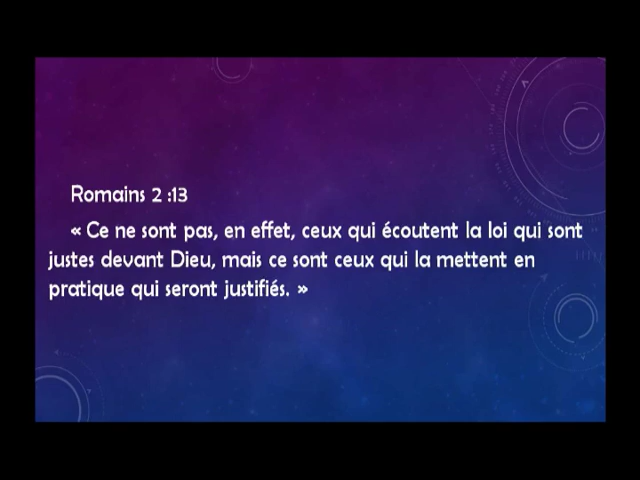 Romains 2 :13
« Ce ne sont pas, en effet, ceux qui écoutent la loi qui sont
justes devant Dieu, mais ce sont ceux qui la mettent en
pratique qui seront justifiés. »